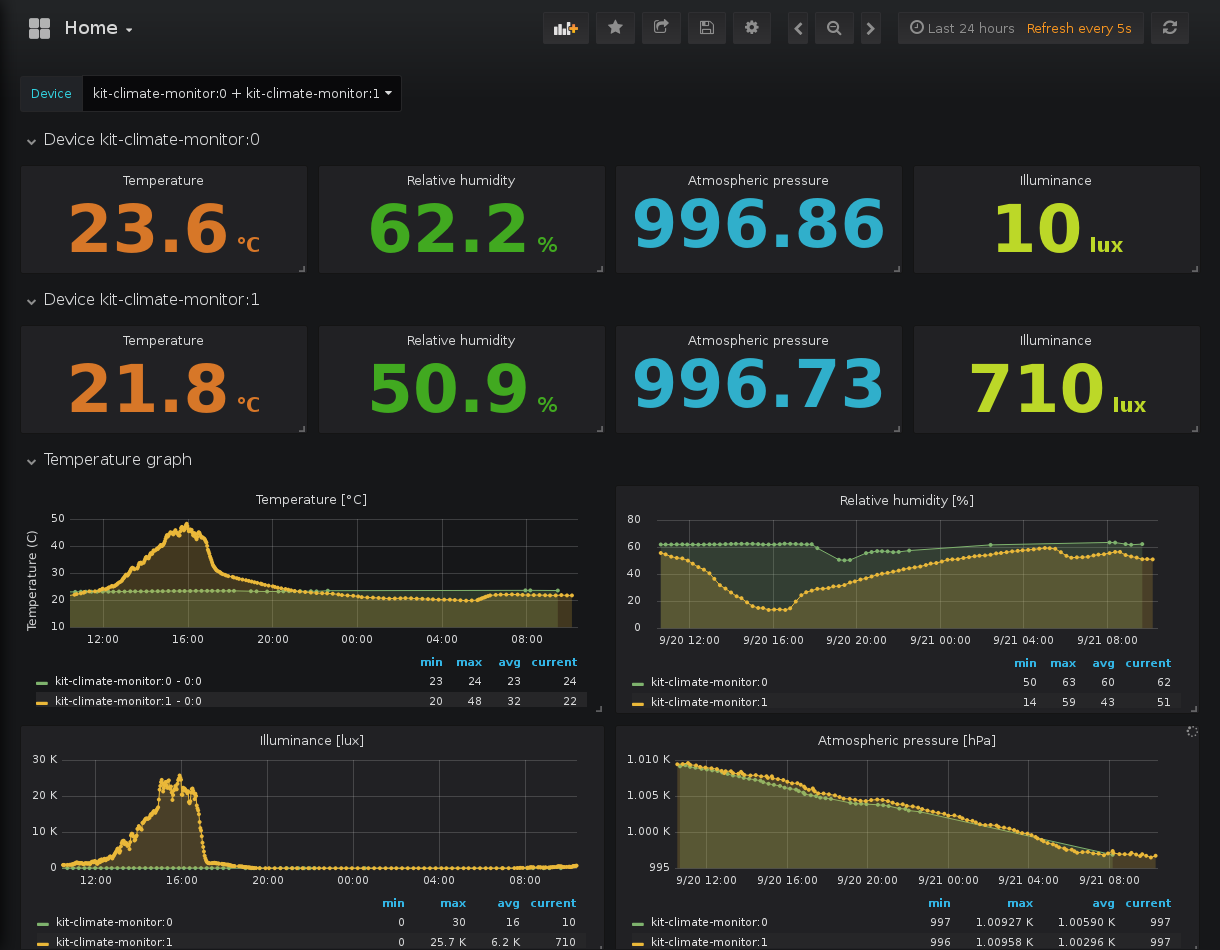 Home
Last 24 hours Refresh every 5s
Device kit-climate-monitor:0 + kit-climate-monitor:1
Device kit-climate-monitor:0
Temperature Relative humidity Atmospheric pressure Illuminance
23.6 °C 62.2 % 996.86 10 lux
Device kit-climate-monitor:1
Temperature Relative humidity Atmospheric pressure Illuminance
21.8 °C 50.9 % 996.73 710 lux
Temperature graph
Temperature [°C]
Temperature (C)
50
40
30
20
10
12:00 16:00 20:00 00:00 04:00 08:00
min max avg current
kit-climate-monitor:0 - 0:0 23 24 23 24
kit-climate-monitor:1 - 0:0 20 48 32 22
Relative humidity [%]
80
60
40
20
0
9/20 12:00 9/20 16:00 9/20 20:00 9/21 00:00 9/21 04:00 9/21 08:00
min max avg current
kit-climate-monitor:0 50 63 60 62
kit-climate-monitor:1 14 59 43 51
Illuminance [lux]
30 K
20 K
10 K
0
12:00 16:00 20:00 00:00 04:00 08:00
min max avg current
kit-climate-monitor:0 0 30 16 10
kit-climate-monitor:1 0 25.7 K 6.2 K 710
Atmospheric pressure [hPa]
1.010 K
1.005 K
1.000 K
995
9/20 12:00 9/20 16:00 9/20 20:00 9/21 00:00 9/21 04:00 9/21 08:00
min max avg current
kit-climate-monitor:0 997 1.00927 K 1.00590 K 997
kit-climate-monitor:1 996 1.00958 K 1.00296 K 997